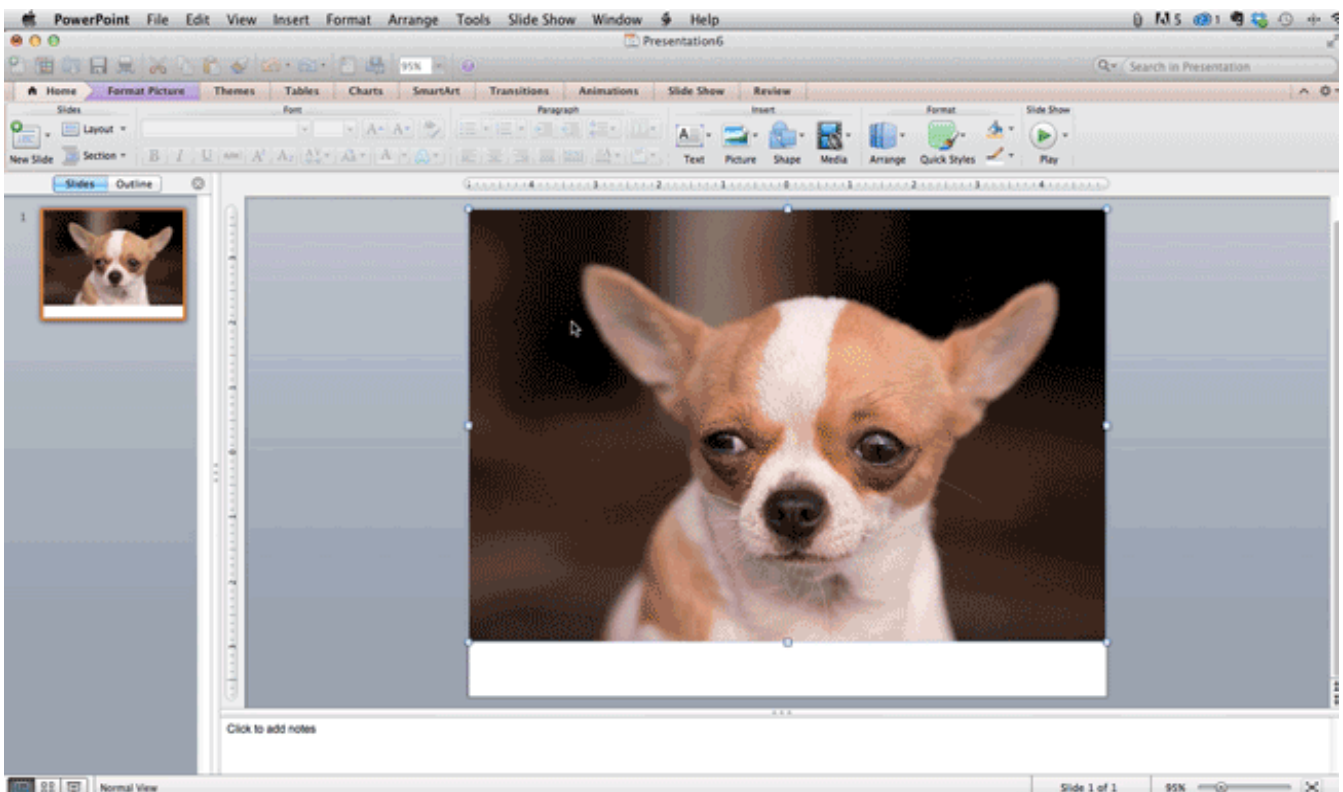 PowerPoint File Edit View Insert Format Arrange Tools Slide Show Window Help
Presentation6
95%
Search in Presentation
Home Format Picture Themes Tables Charts SmartArt Transitions Animations Slide Show Review
Slides Font Paragraph Insert Format Slide Show
Layout
New Slide Section Text Picture Shape Media Arrange Quick Styles Play
Slides Outline
1
Click to add notes
Normal View Slide 1 of 1 95%